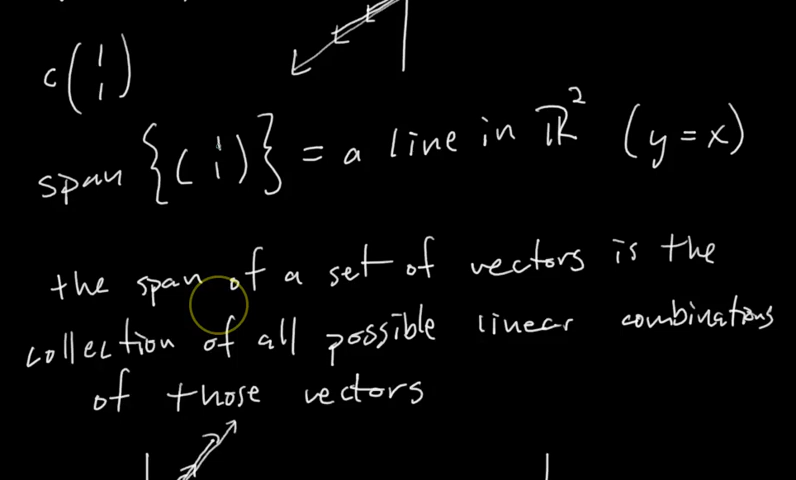 c(1 1)
span {(1 1)} = a line in ℝ² (y = x)
the span of a set of vectors is the
collection of all possible linear combinations
of those vectors